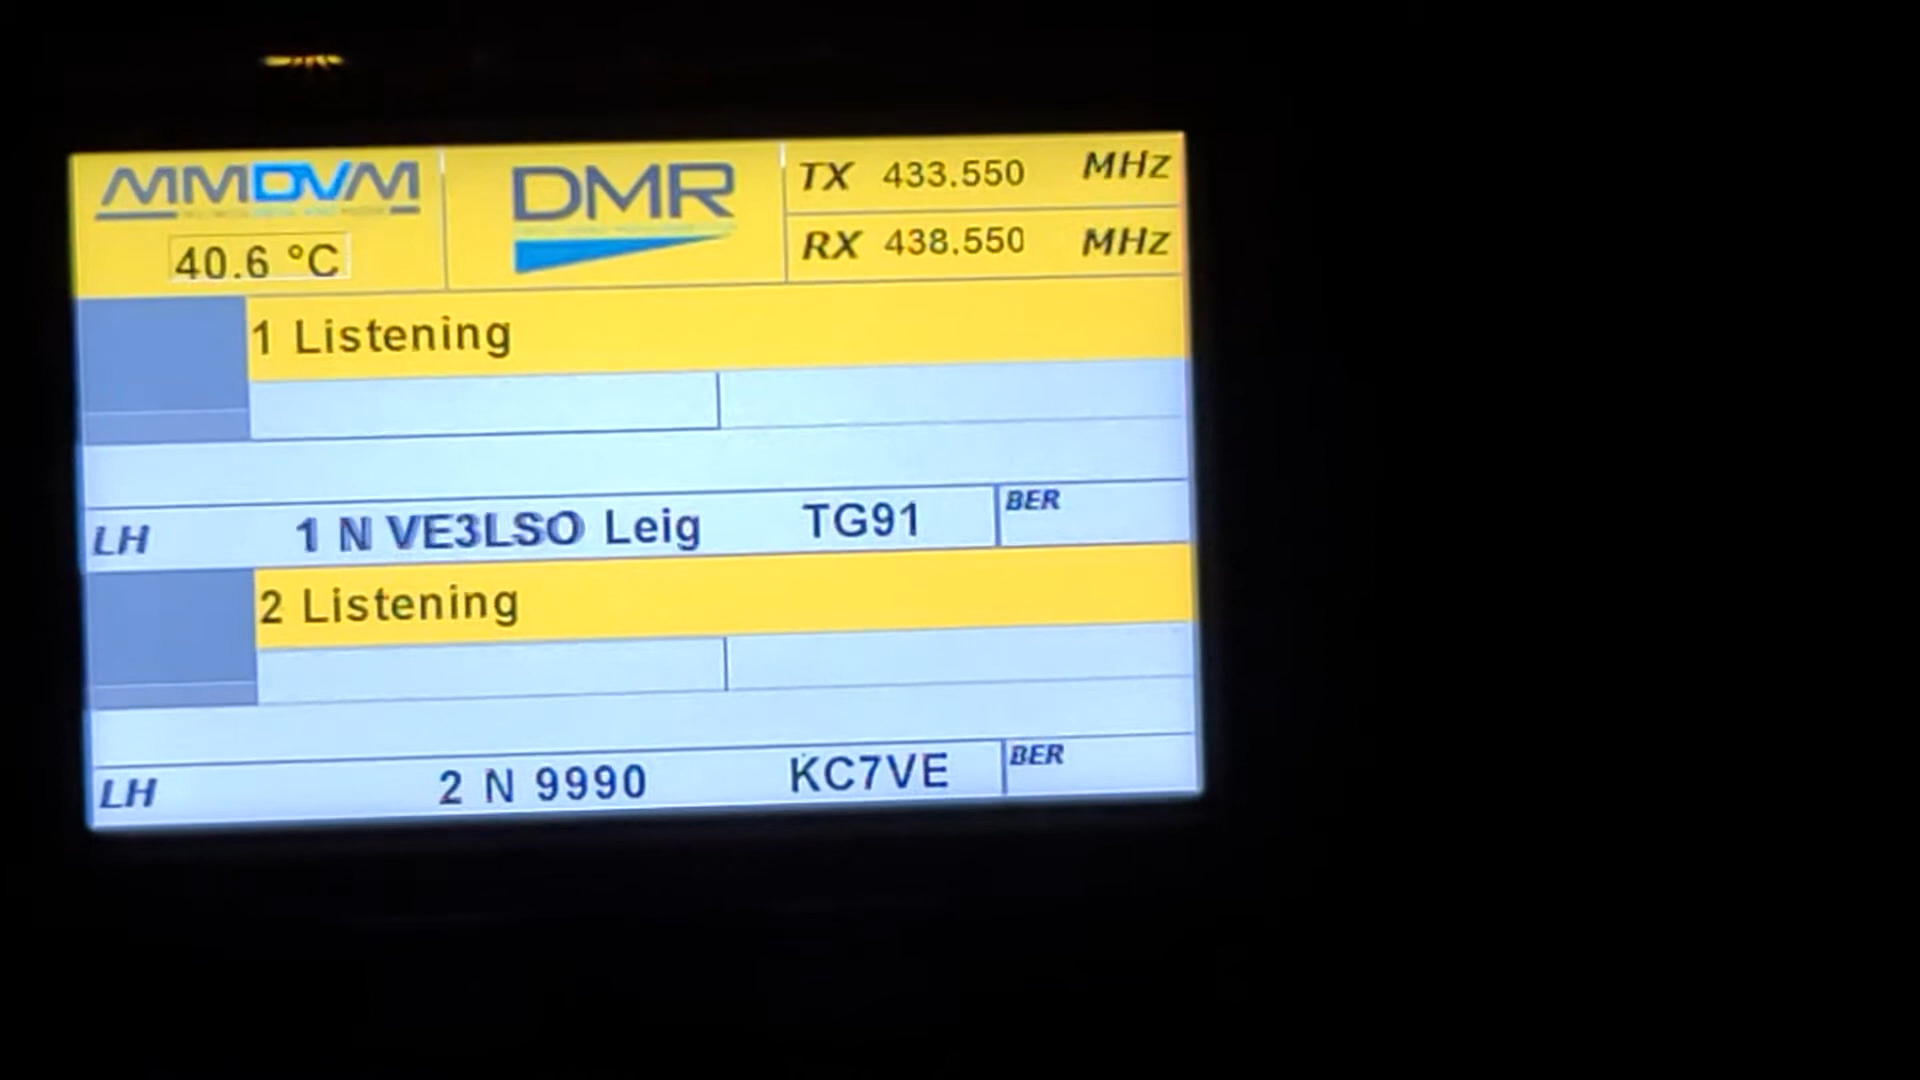 MMDVM
DMR
TX 433.550 MHz
40.6 °C
RX 438.550 MHz
1 Listening
LH 1 N VE3LSO Leig TG91 BER
2 Listening
LH 2 N 9990 KC7VE BER